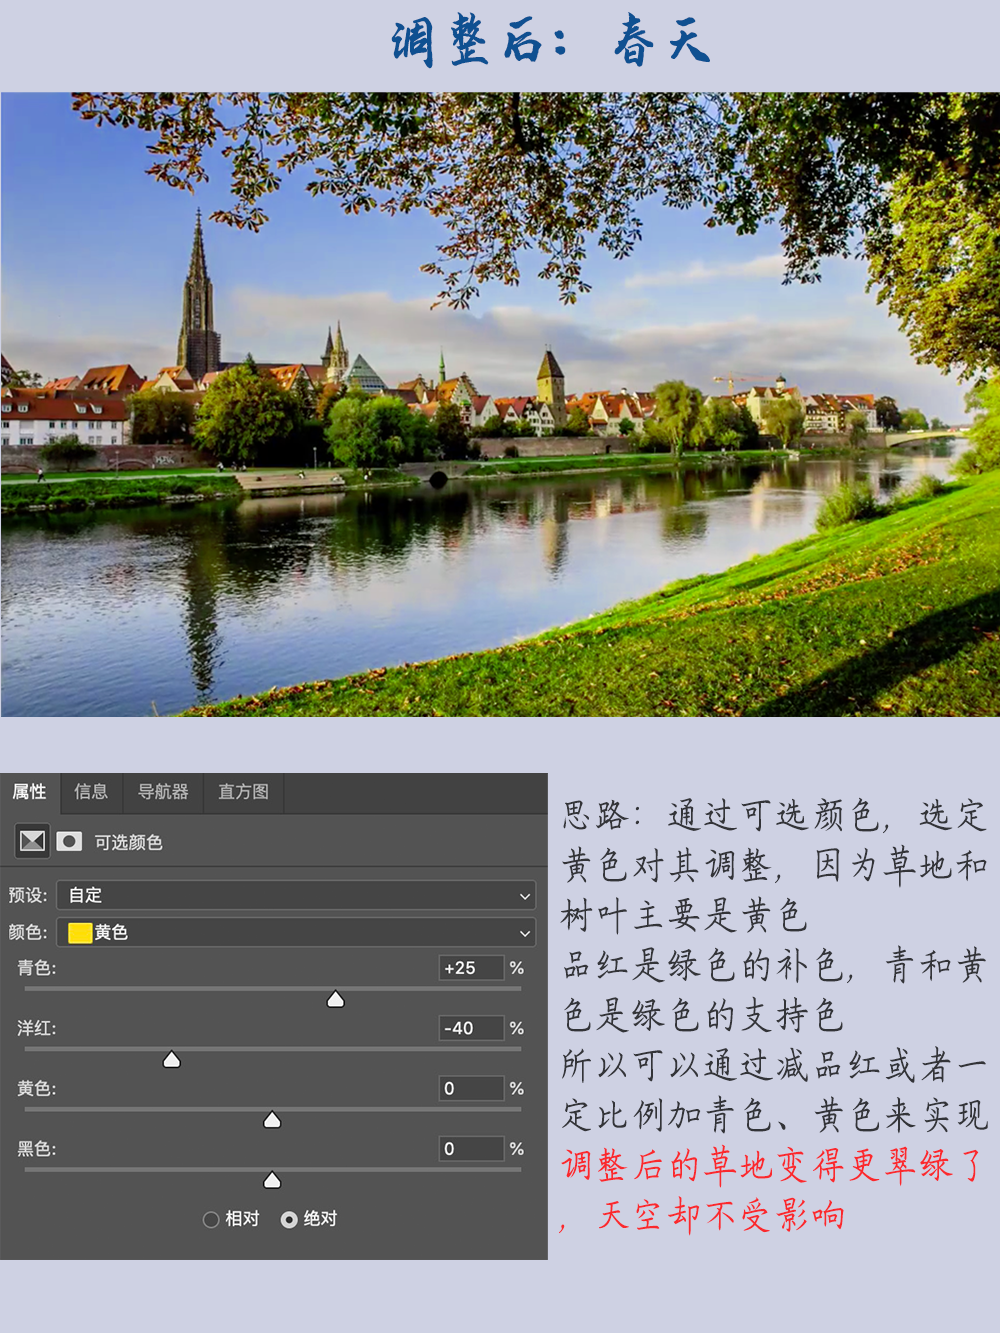 调整后：春天
属性 信息 导航器 直方图
可选颜色
预设: 自定
颜色: 黄色
青色: +25 %
洋红: -40 %
黄色: 0 %
黑色: 0 %
相对 绝对
思路：通过可选颜色，选定
黄色对其调整，因为草地和
树叶主要是黄色
品红是绿色的补色，青和黄
色是绿色的支持色
所以可以通过减品红或者一
定比例加青色、黄色来实现
调整后的草地变得更翠绿了
，天空却不受影响